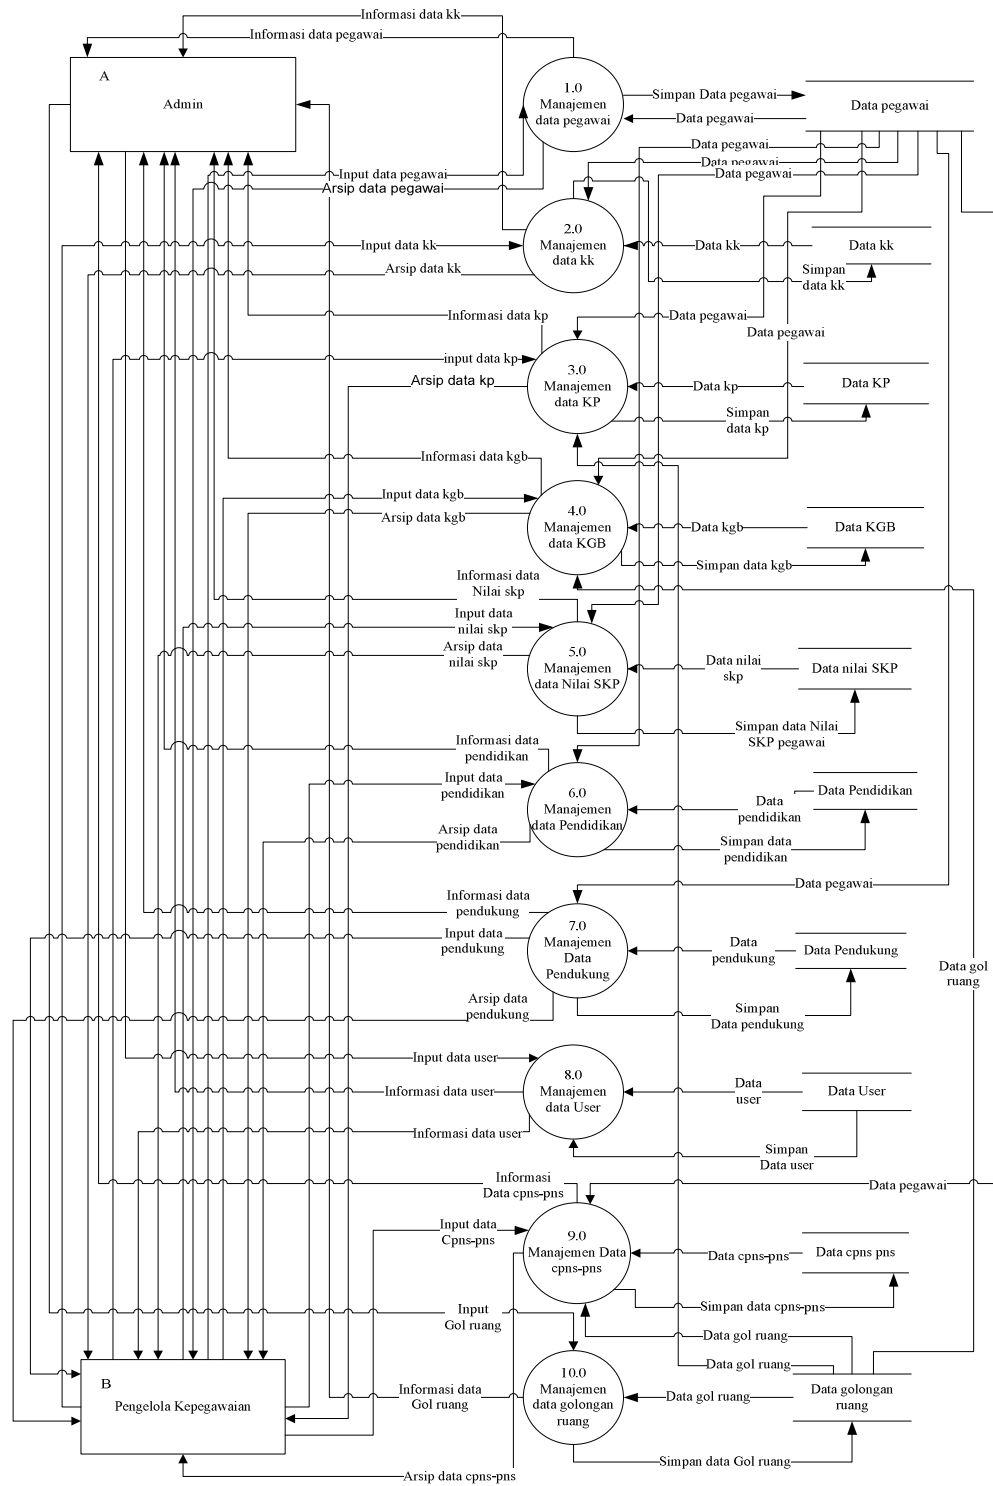 Informasi data kk
Informasi data pegawai
A
Admin
1.0
Manajemen
data pegawai
Simpan Data pegawai
Data pegawai
Data pegawai
Data pegawai
Data pegawai
Data pegawai
Input data pegawai
Arsip data pegawai
2.0
Manajemen
data kk
Input data kk
Data kk
Data kk
Arsip data kk
Simpan
data kk
Informasi data kp
Data pegawai
Data pegawai
input data kp
3.0
Manajemen
data KP
Arsip data kp
Data kp
Data KP
Simpan
data kp
Informasi data kgb
Input data kgb
Arsip data kgb
4.0
Manajemen
data KGB
Data kgb
Data KGB
Simpan data kgb
Informasi data
Nilai skp
Input data
nilai skp
Arsip data
nilai skp
5.0
Manajemen
data Nilai SKP
Data nilai
skp
Data nilai SKP
Simpan data Nilai
SKP pegawai
Informasi data
pendidikan
Input data
pendidikan
6.0
Manajemen
data Pendidikan
Data
pendidikan
Data Pendidikan
Arsip data
pendidikan
Simpan data
pendidikan
Data pegawai
Informasi data
pendukung
Input data
pendukung
7.0
Manajemen
Data
Pendukung
Data
pendukung
Data Pendukung
Data gol
ruang
Arsip data
pendukung
Simpan
Data pendukung
Input data user
Informasi data user
8.0
Manajemen
data User
Data
user
Data User
Informasi data user
Simpan
Data user
Informasi
Data cpns-pns
Data pegawai
Input data
Cpns-pns
9.0
Manajemen Data
cpns-pns
Data cpns-pns
Data cpns pns
Simpan data cpns-pns
Input
Gol ruang
Data gol ruang
Data gol ruang
B
Pengelola Kepegawaian
Informasi data
Gol ruang
10.0
Manajemen
data golongan
ruang
Data gol ruang
Data golongan
ruang
Simpan data Gol ruang
Arsip data cpns-pns